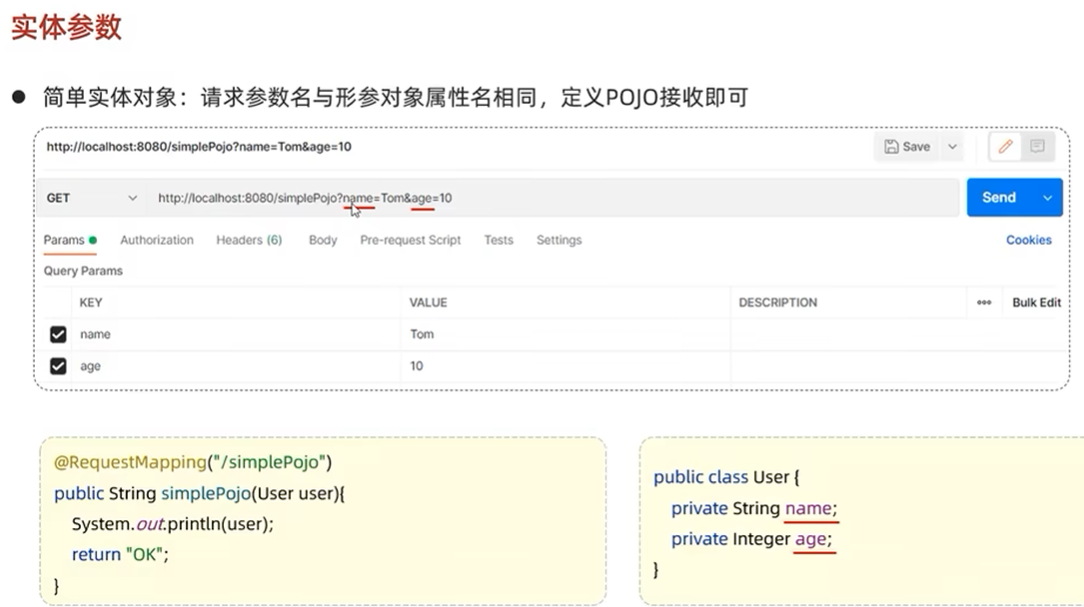 实体参数
● 简单实体对象：请求参数名与形参对象属性名相同，定义POJO接收即可
http://localhost:8080/simplePojo?name=Tom&age=10
Save
GET http://localhost:8080/simplePojo?name=Tom&age=10 Send
Params Authorization Headers (6) Body Pre-request Script Tests Settings Cookies
Query Params
KEY VALUE DESCRIPTION ••• Bulk Edit
name Tom
age 10
@RequestMapping("/simplePojo")
public String simplePojo(User user){
System.out.println(user);
return "OK";
}
public class User {
private String name;
private Integer age;
}